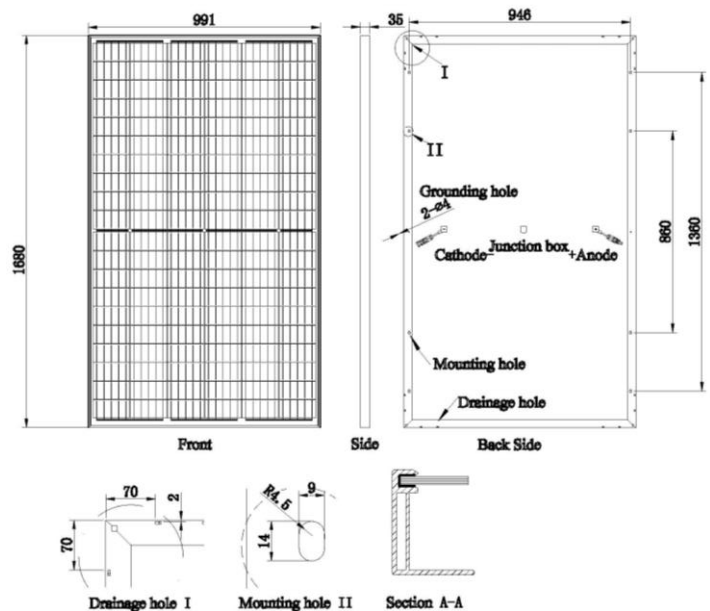 991
35
946
1680
I
II
Grounding hole
2-⌀4
Cathode-
Junction box
+Anode
860
1360
Mounting hole
Drainage hole
Front
Side
Back Side
70
2
70
R4.5
9
14
Drainage hole I
Mounting hole II
Section A-A